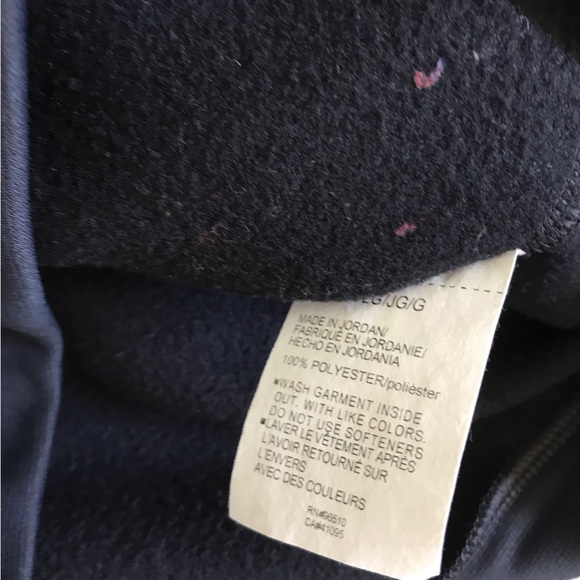 LG/JG/G
MADE IN JORDAN/
FABRIQUÉ EN JORDANIE/
HECHO EN JORDANIA
100% POLYESTER/poliéster
▪WASH GARMENT INSIDE
OUT. WITH LIKE COLORS.
DO NOT USE SOFTENERS
▪LAVER LE VÊTEMENT APRÈS
L'AVOIR RETOURNÉ SUR
L'ENVERS
AVEC DES COULEURS
RN#96610
CA#41095